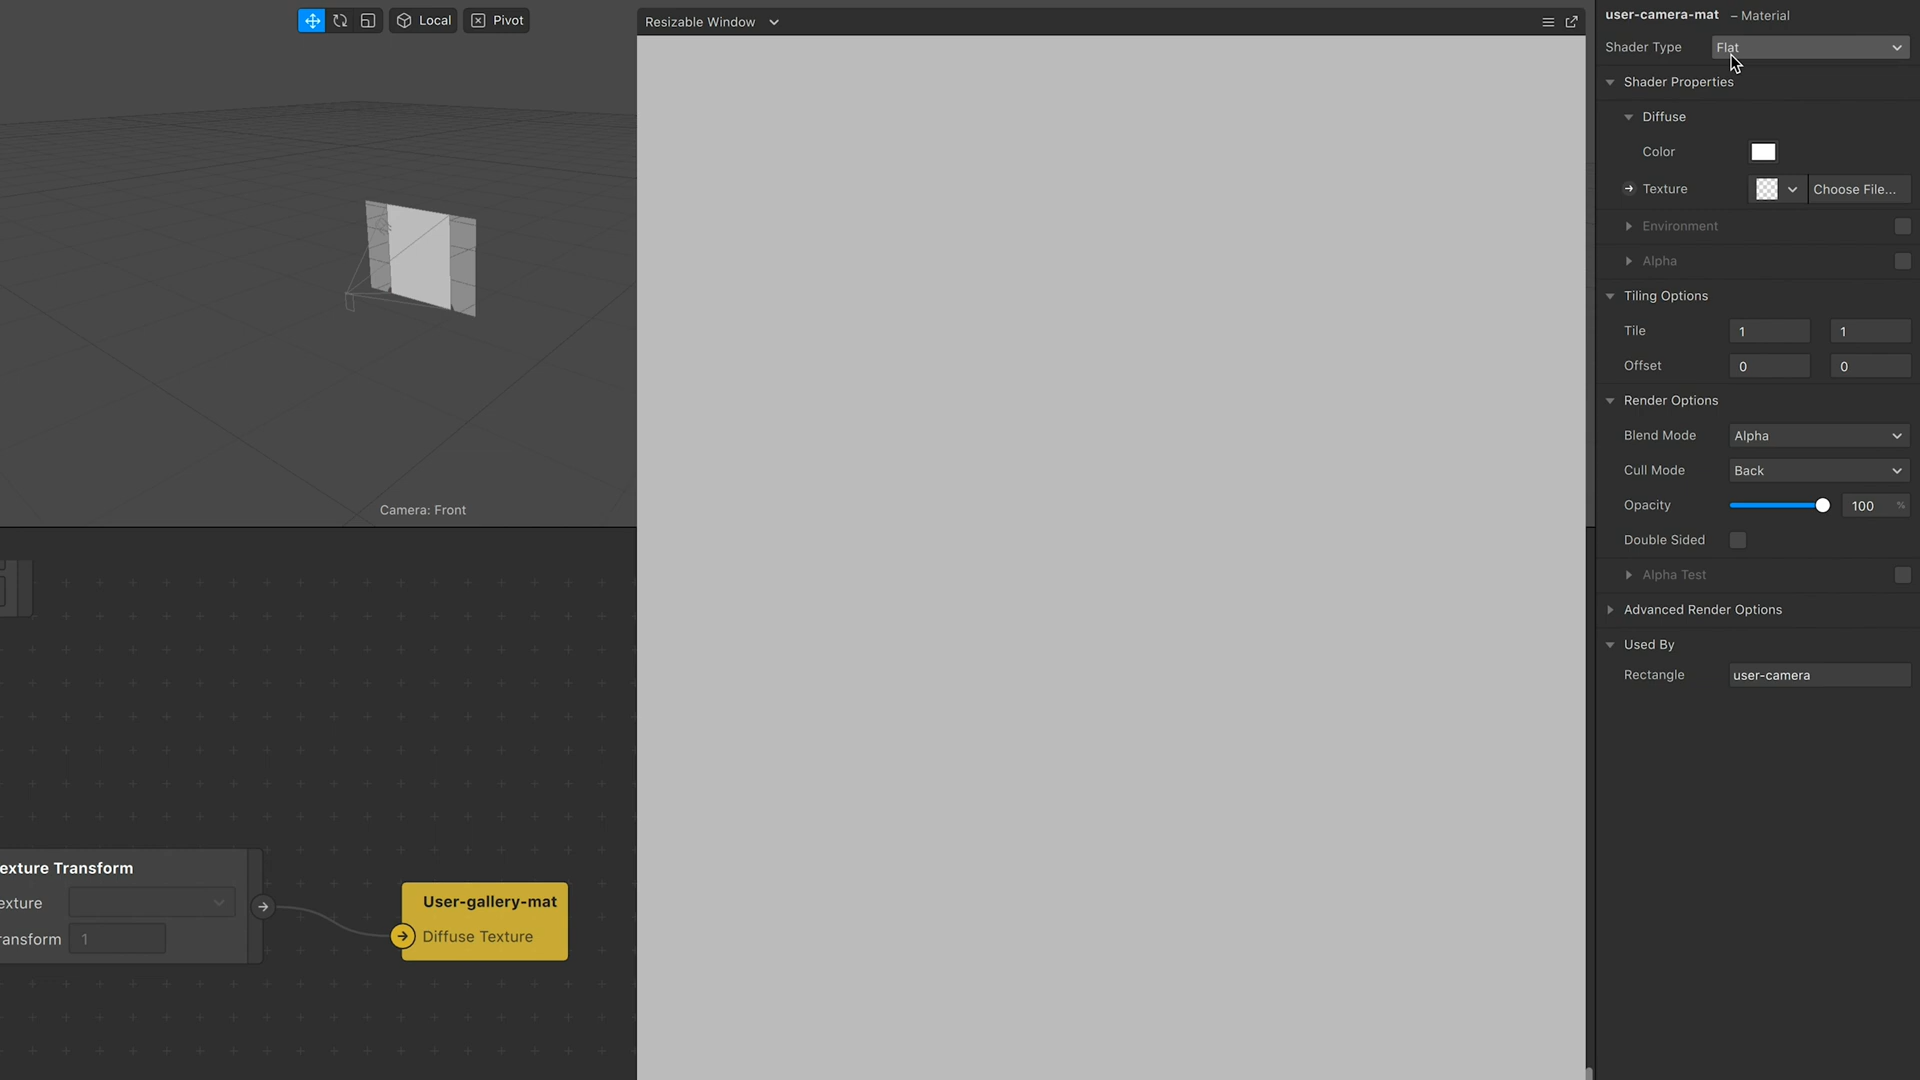 Local
Pivot
Resizable Window
user-camera-mat – Material
Shader Type Flat
Shader Properties
Diffuse
Color
Texture Choose File...
Environment
Alpha
Tiling Options
Tile 1 1
Offset 0 0
Render Options
Blend Mode Alpha
Cull Mode Back
Opacity 100 %
Double Sided
Alpha Test
Advanced Render Options
Used By
Rectangle user-camera
Camera: Front
exture Transform
exture
ransform 1
User-gallery-mat
Diffuse Texture